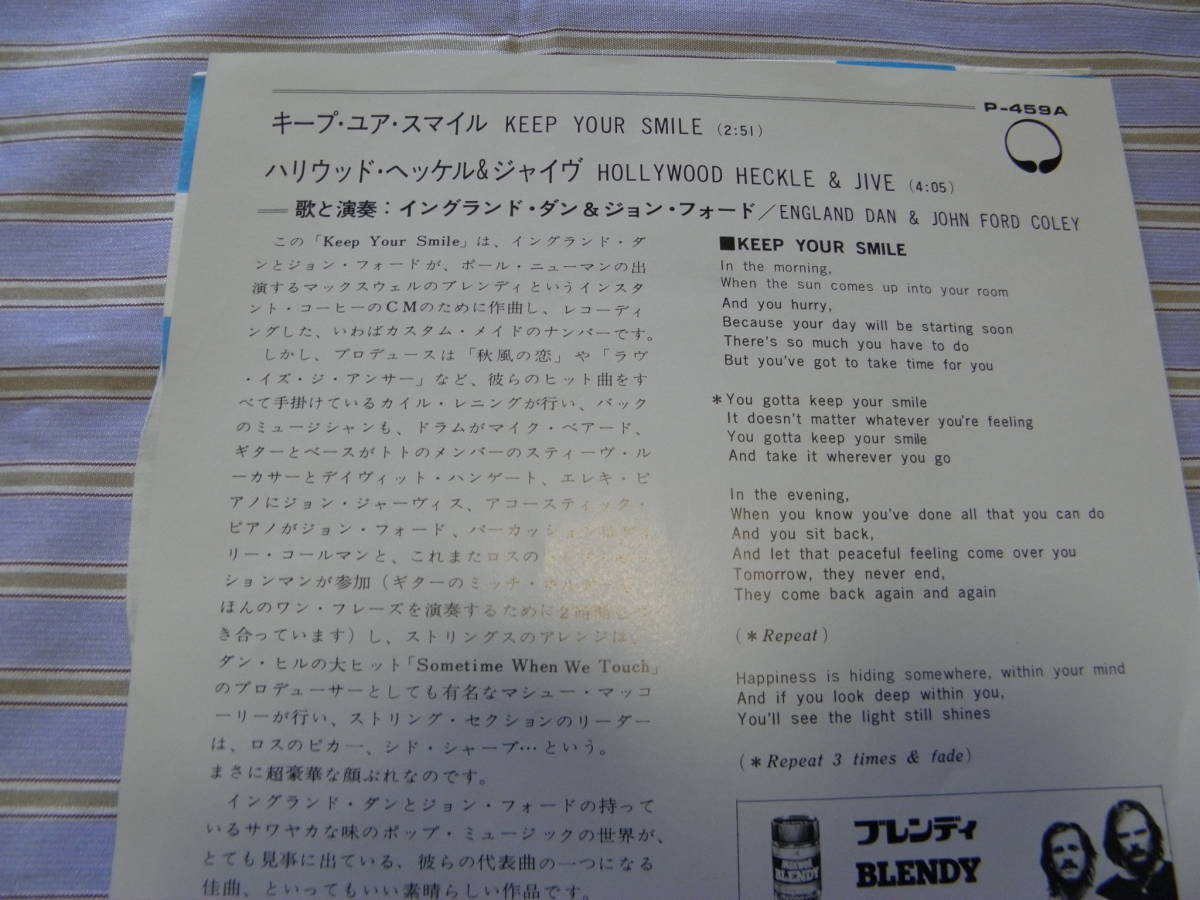 P-459A
キープ・ユア・スマイル KEEP YOUR SMILE (2:51)
ハリウッド・ヘッケル&ジャイヴ HOLLYWOOD HECKLE & JIVE (4:05)
歌と演奏：イングランド・ダン&ジョン・フォード／ENGLAND DAN & JOHN FORD COLEY
この「Keep Your Smile」は、イングランド・ダ
ンとジョン・フォードが、ポール・ニューマンの出
演するマックスウェルのブレンディというインスタ
ント・コーヒーのCMのために作曲し、レコーディ
ングした、いわばカスタム・メイドのナンバーです。
しかし、プロデュースは「秋風の恋」や「ラヴ
・イズ・ジ・アンサー」など、彼らのヒット曲をす
べて手掛けているカイル・レニングが行い、バック
のミュージシャンも、ドラムがマイク・ベアード、
ギターとベースがトトのメンバーのスティーヴ・ル
ーカサーとデイヴィット・ハンゲート、エレキ・ピ
アノにジョン・ジャーヴィス、アコースティック・
ピアノがジョン・フォード、パーカッションは
リー・コールマンと、これまたロスの
ションマンが参加（ギターのミッチ・
ほんのワン・フレーズを演奏するために2時間
き合っています）し、ストリングスのアレンジは、
ダン・ヒルの大ヒット「Sometime When We Touch」
のプロデューサーとしても有名なマシュー・マッコ
ーリーが行い、ストリング・セクションのリーダー
は、ロスのピカー、シド・シャープ…という。
まさに超豪華な顔ぶれなのです。
イングランド・ダンとジョン・フォードの持って
いるサワヤカな味のポップ・ミュージックの世界が、
とても見事に出ている、彼らの代表曲の一つになる
佳曲、といってもいい素晴らしい作品です。
■KEEP YOUR SMILE
In the morning,
When the sun comes up into your room
And you hurry,
Because your day will be starting soon
There's so much you have to do
But you've got to take time for you
*You gotta keep your smile
It doesn't matter whatever you're feeling
You gotta keep your smile
And take it wherever you go
In the evening,
When you know you've done all that you can do
And you sit back,
And let that peaceful feeling come over you
Tomorrow, they never end,
They come back again and again
(*Repeat)
Happiness is hiding somewhere, within your mind
And if you look deep within you,
You'll see the light still shines
(*Repeat 3 times & fade)
ブレンディ
BLENDY
BLENDY